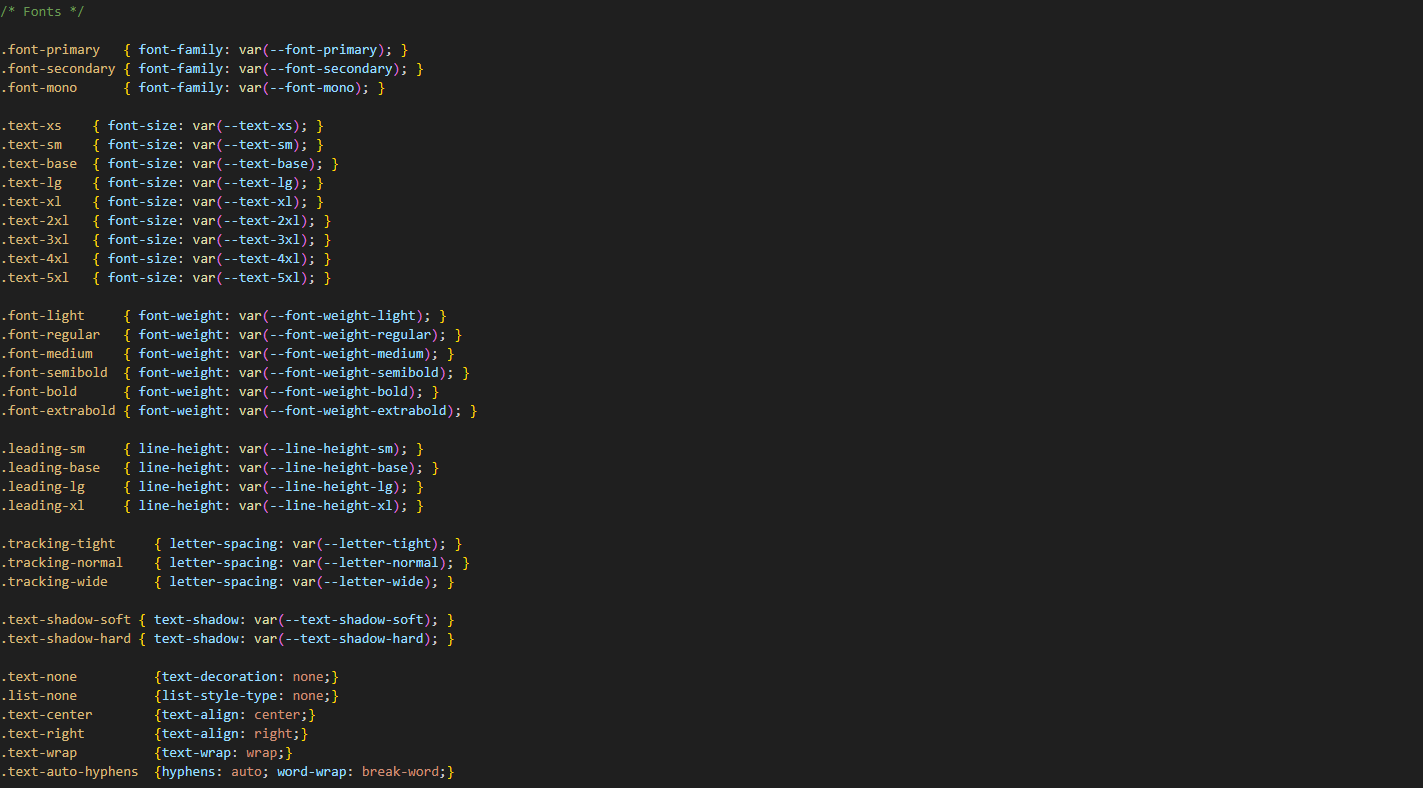 /* Fonts */
.font-primary   { font-family: var(--font-primary); }
.font-secondary { font-family: var(--font-secondary); }
.font-mono      { font-family: var(--font-mono); }
.text-xs    { font-size: var(--text-xs); }
.text-sm    { font-size: var(--text-sm); }
.text-base  { font-size: var(--text-base); }
.text-lg    { font-size: var(--text-lg); }
.text-xl    { font-size: var(--text-xl); }
.text-2xl   { font-size: var(--text-2xl); }
.text-3xl   { font-size: var(--text-3xl); }
.text-4xl   { font-size: var(--text-4xl); }
.text-5xl   { font-size: var(--text-5xl); }
.font-light     { font-weight: var(--font-weight-light); }
.font-regular   { font-weight: var(--font-weight-regular); }
.font-medium    { font-weight: var(--font-weight-medium); }
.font-semibold  { font-weight: var(--font-weight-semibold); }
.font-bold      { font-weight: var(--font-weight-bold); }
.font-extrabold { font-weight: var(--font-weight-extrabold); }
.leading-sm     { line-height: var(--line-height-sm); }
.leading-base   { line-height: var(--line-height-base); }
.leading-lg     { line-height: var(--line-height-lg); }
.leading-xl     { line-height: var(--line-height-xl); }
.tracking-tight     { letter-spacing: var(--letter-tight); }
.tracking-normal    { letter-spacing: var(--letter-normal); }
.tracking-wide      { letter-spacing: var(--letter-wide); }
.text-shadow-soft { text-shadow: var(--text-shadow-soft); }
.text-shadow-hard { text-shadow: var(--text-shadow-hard); }
.text-none          {text-decoration: none;}
.list-none          {list-style-type: none;}
.text-center        {text-align: center;}
.text-right         {text-align: right;}
.text-wrap          {text-wrap: wrap;}
.text-auto-hyphens  {hyphens: auto; word-wrap: break-word;}